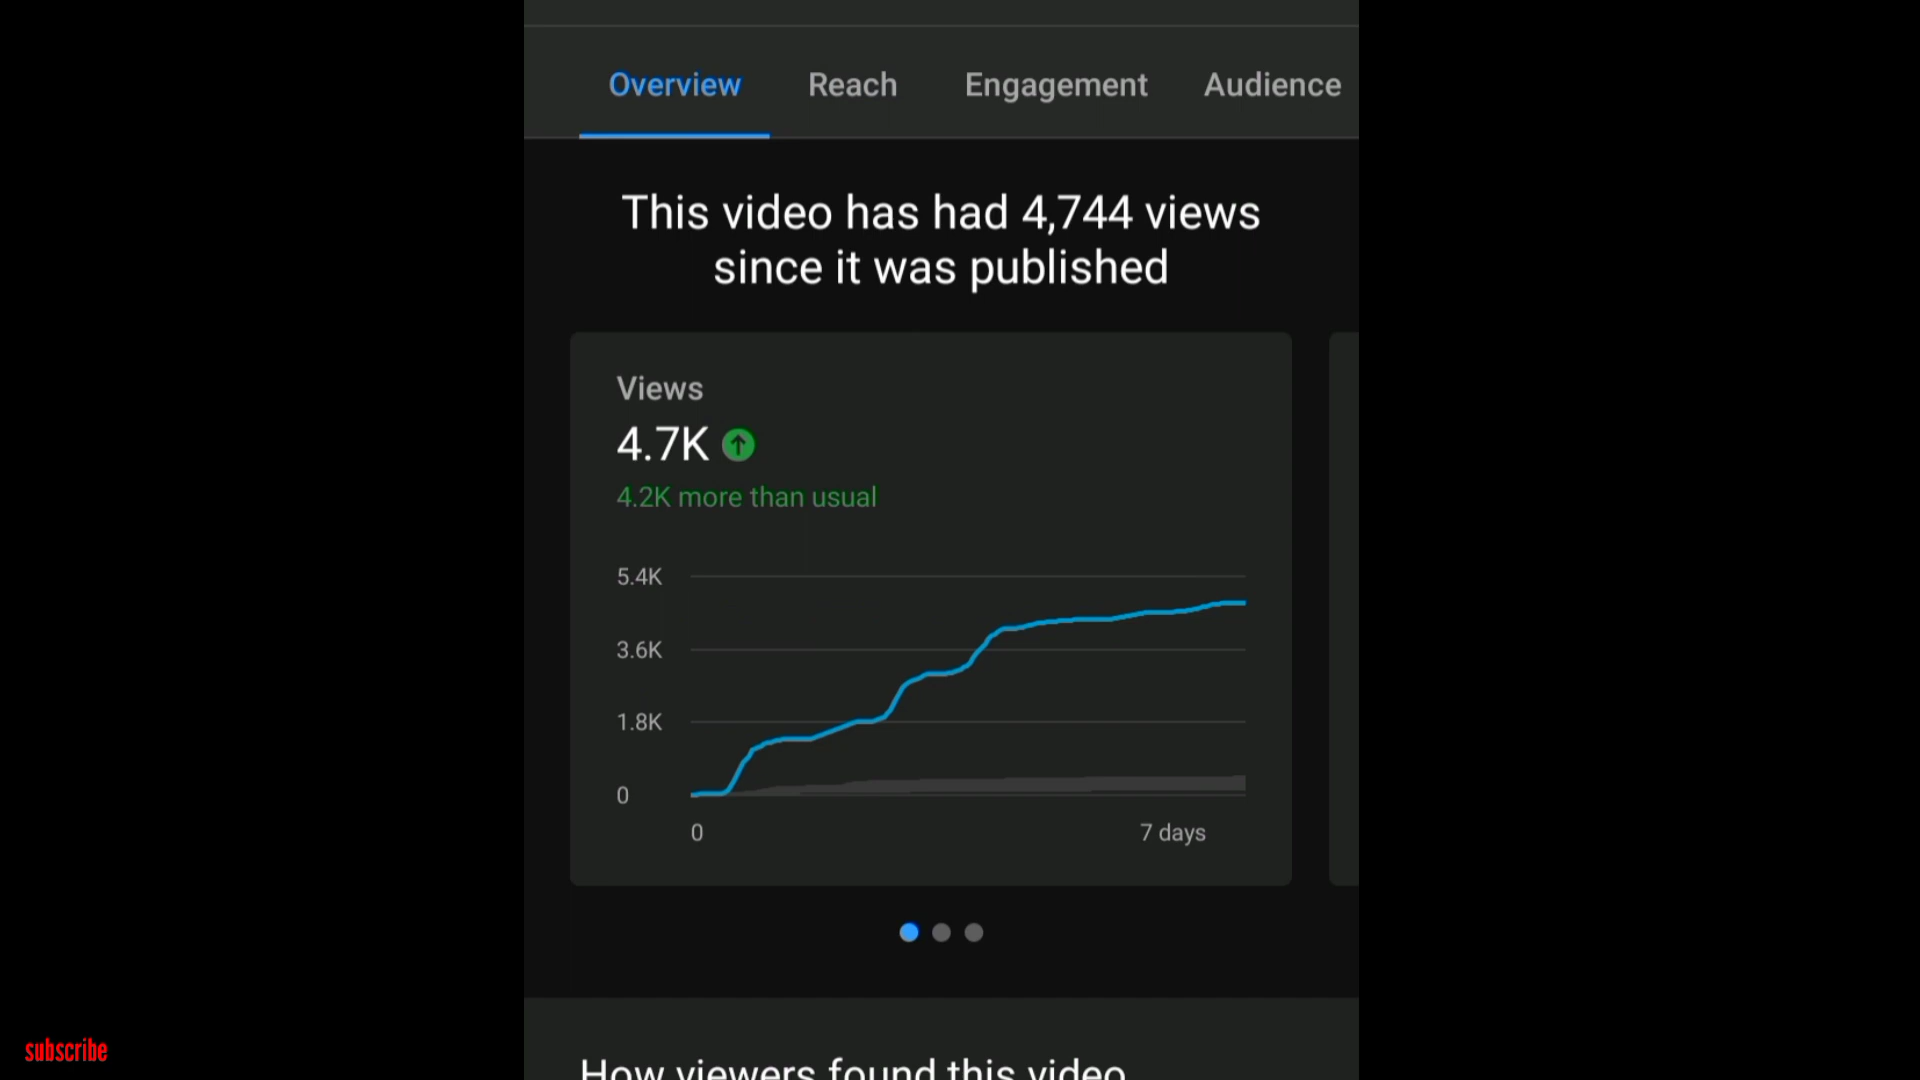 Overview Reach Engagement Audience
This video has had 4,744 views
since it was published
Views
4.7K
4.2K more than usual
5.4K
3.6K
1.8K
0
0 7 days
How viewers found this video
subscribe